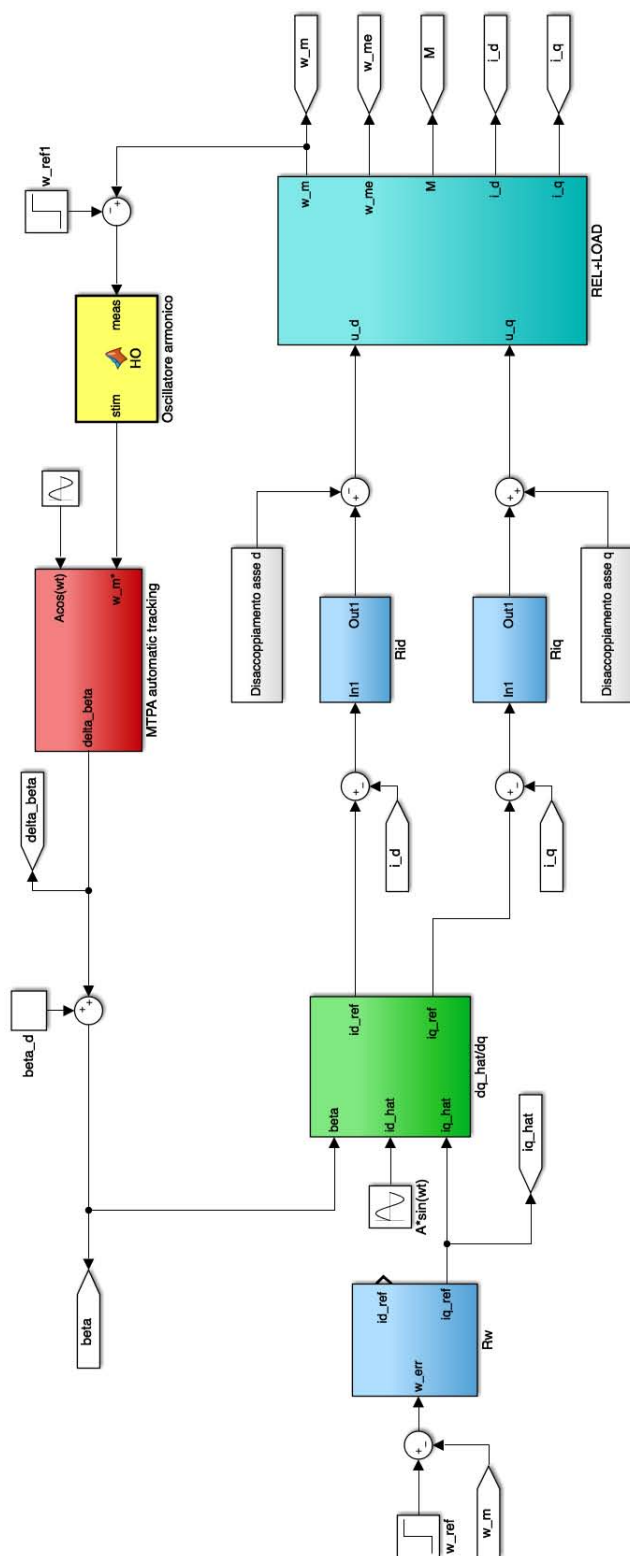 w_ref
w_m
w_err
id_ref
iq_ref
Rw
beta
beta_d
delta_beta
A*sin(wt)
iq_hat
beta
id_hat
iq_hat
id_ref
iq_ref
dq_hat/dq
delta_beta
Acos(wt)
w_m*
MTPA automatic tracking
stim
meas
HO
Oscillatore armonico
w_ref1
i_d
i_q
In1
Out1
Rid
In1
Out1
Riq
Disaccoppiamento asse d
Disaccoppiamento asse q
u_d
u_q
w_m
w_me
M
i_d
i_q
REL+LOAD
w_m
w_me
M
i_d
i_q